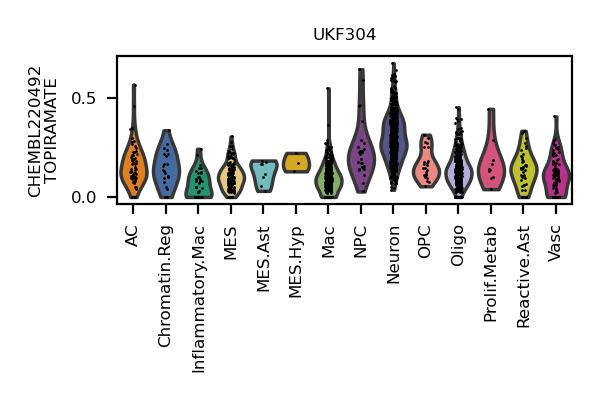 UKF304
CHEMBL220492
TOPIRAMATE
0.5
0.0
AC
Chromatin.Reg
Inflammatory.Mac
MES
MES.Ast
MES.Hyp
Mac
NPC
Neuron
OPC
Oligo
Prolif.Metab
Reactive.Ast
Vasc